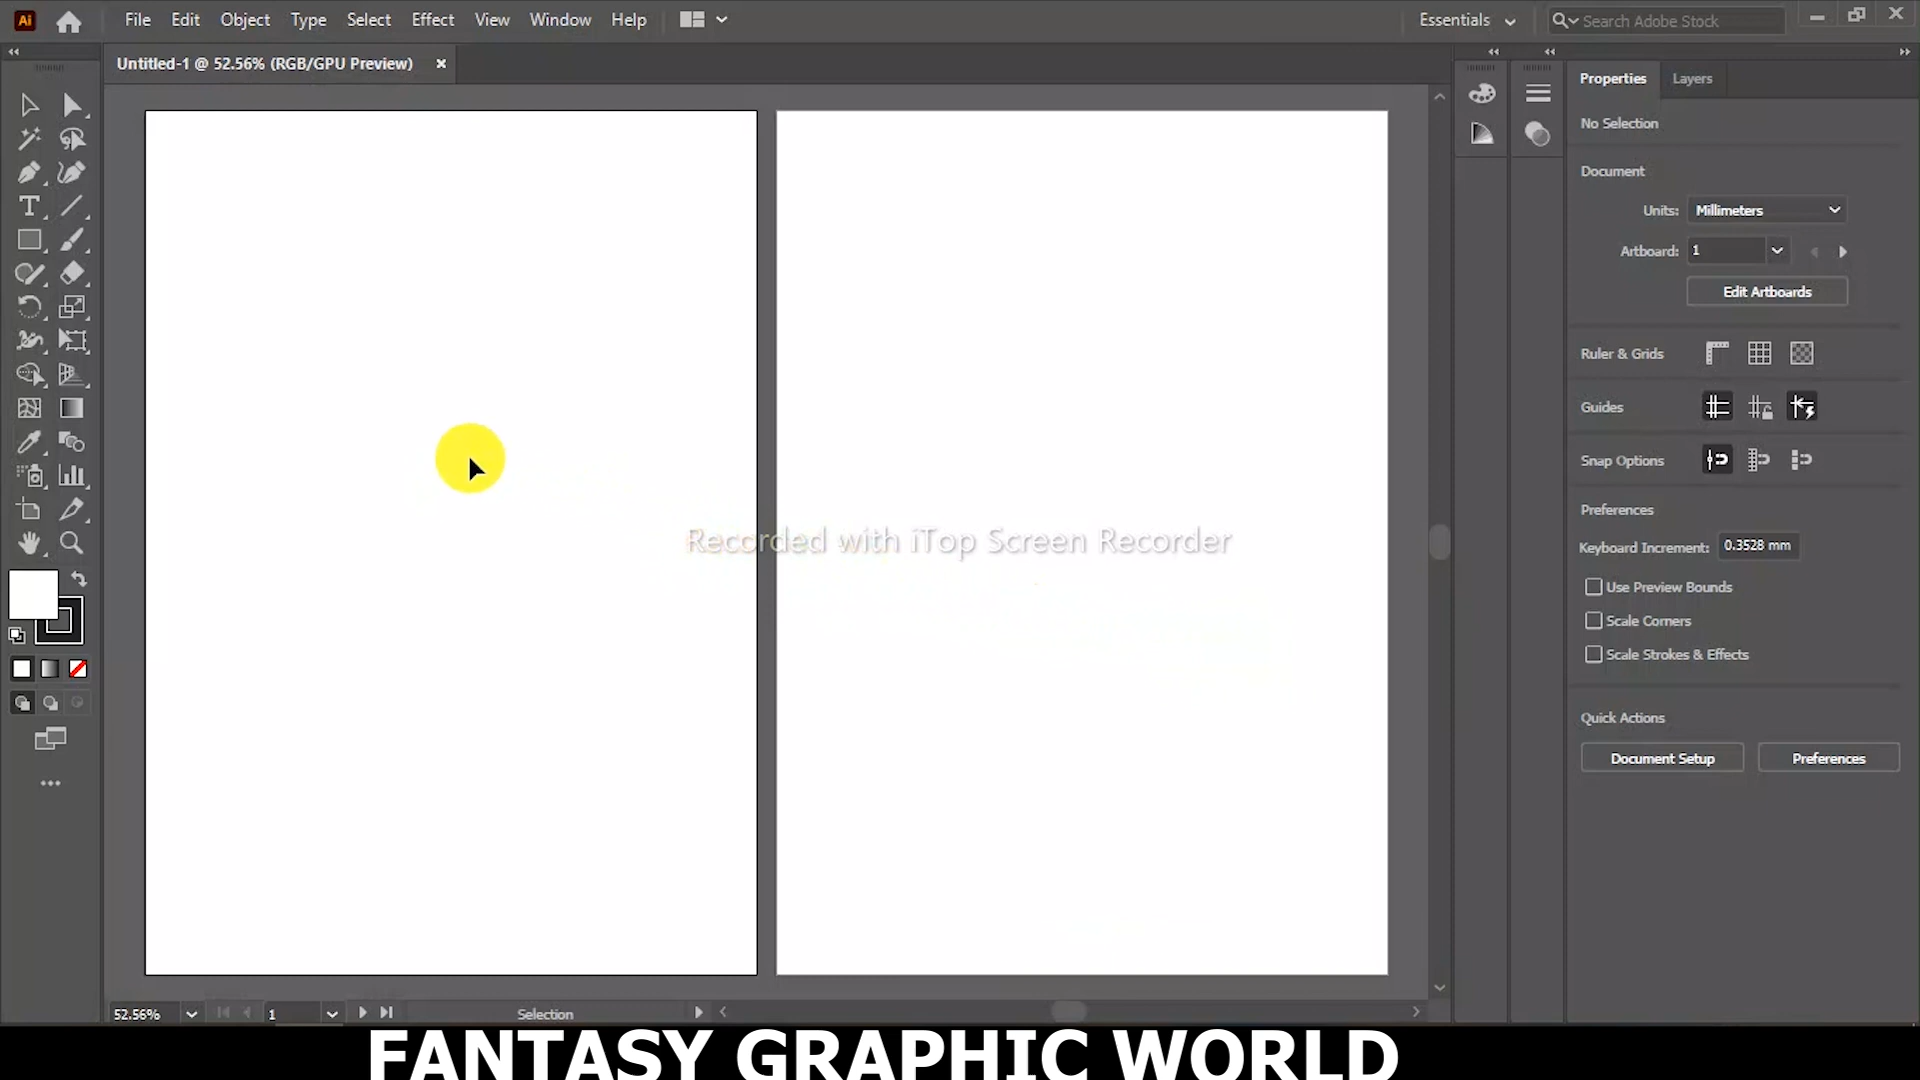 Ai File Edit Object Type Select Effect View Window Help Essentials Search Adobe Stock
Untitled-1 @ 52.56% (RGB/GPU Preview)
Properties Layers
No Selection
Document
Units: Millimeters
Artboard: 1
Edit Artboards
Ruler & Grids
Guides
Snap Options
Preferences
Keyboard Increment: 0.3528 mm
Use Preview Bounds
Scale Corners
Scale Strokes & Effects
Quick Actions
Document Setup Preferences
Recorded with iTop Screen Recorder
52.56% 1 Selection
FANTASY GRAPHIC WORLD